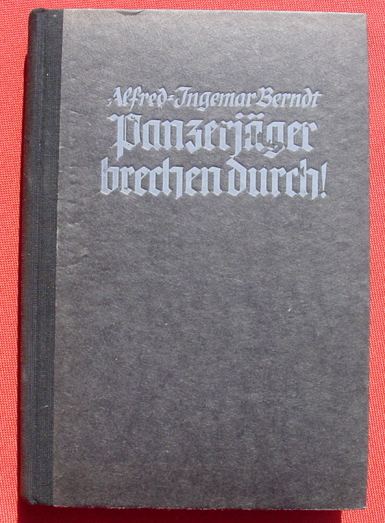 Alfred-Ingemar Berndt
Panzerjäger
brechen durch!